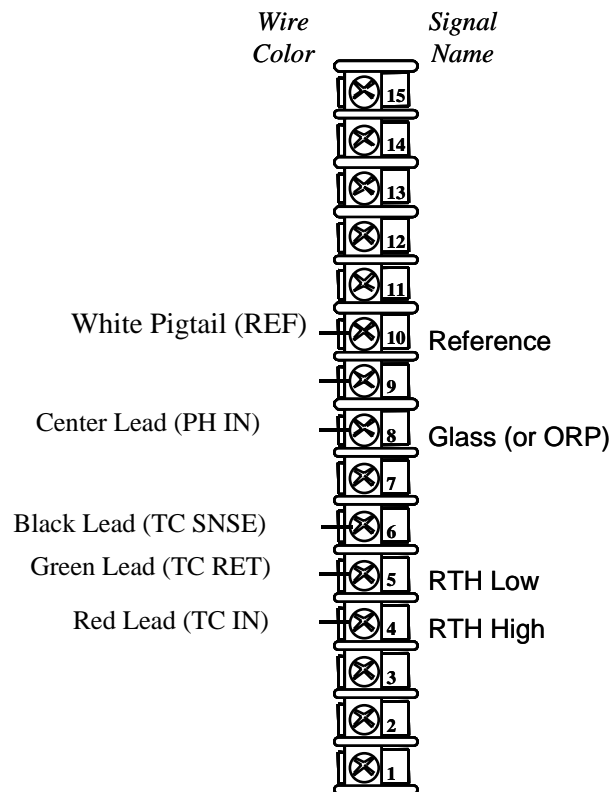 Wire Color
Signal Name
15
14
13
12
11
White Pigtail (REF) 10 Reference
9
Center Lead (PH IN) 8 Glass (or ORP)
7
Black Lead (TC SNSE) 6
Green Lead (TC RET) 5 RTH Low
Red Lead (TC IN) 4 RTH High
3
2
1